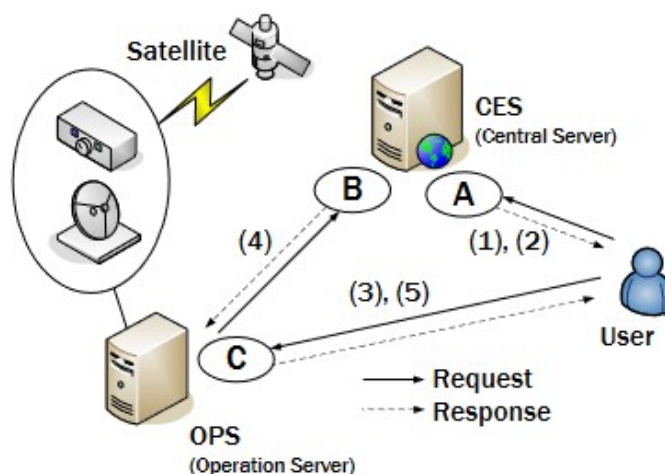 Satellite
CES
(Central Server)
B
A
(4)
(1), (2)
(3), (5)
User
C
Request
Response
OPS
(Operation Server)